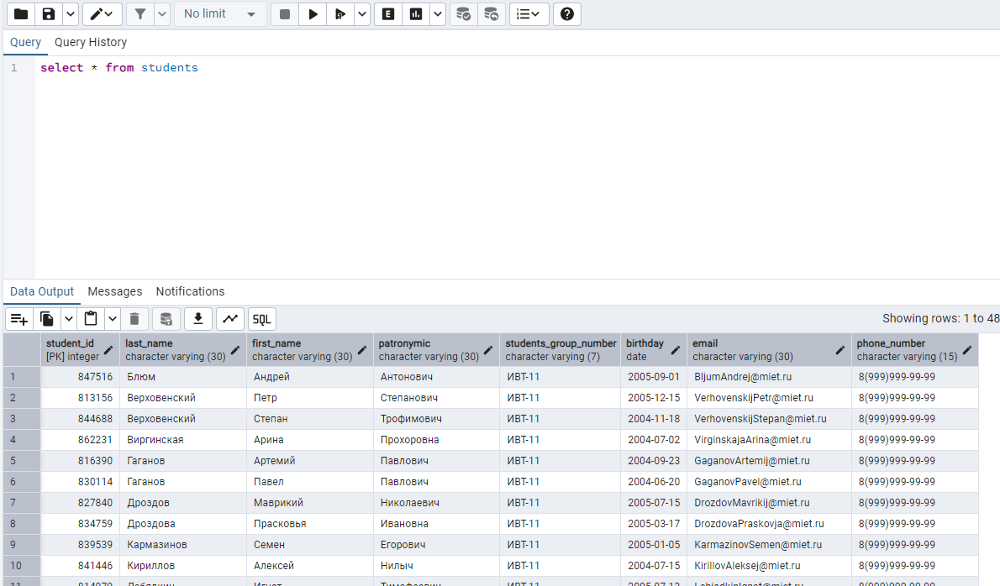 No limit
E
Query Query History
1 select * from students
Data Output Messages Notifications
SQL Showing rows: 1 to 48
student_id last_name first_name patronymic students_group_number birthday email phone_number
[PK] integer character varying (30) character varying (30) character varying (30) character varying (7) date character varying (30) character varying (15)
1 847516 Блюм Андрей Антонович ИВТ-11 2005-09-01 BljumAndrej@miet.ru 8(999)999-99-99
2 813156 Верховенский Петр Степанович ИВТ-11 2005-12-15 VerhovenskijPetr@miet.ru 8(999)999-99-99
3 844688 Верховенский Степан Трофимович ИВТ-11 2004-11-18 VerhovenskijStepan@miet.ru 8(999)999-99-99
4 862231 Виргинская Арина Прохоровна ИВТ-11 2004-07-02 VirginskajaArina@miet.ru 8(999)999-99-99
5 816390 Гаганов Артемий Павлович ИВТ-11 2004-09-23 GaganovArtemij@miet.ru 8(999)999-99-99
6 830114 Гаганов Павел Павлович ИВТ-11 2004-06-20 GaganovPavel@miet.ru 8(999)999-99-99
7 827840 Дроздов Маврикий Николаевич ИВТ-11 2005-07-15 DrozdovMavrikij@miet.ru 8(999)999-99-99
8 834759 Дроздова Прасковья Ивановна ИВТ-11 2005-03-17 DrozdovaPraskovja@miet.ru 8(999)999-99-99
9 839539 Кармазинов Семен Егорович ИВТ-11 2005-01-05 KarmazinovSemen@miet.ru 8(999)999-99-99
10 841446 Кириллов Алексей Нилыч ИВТ-11 2004-07-15 KirillovAleksej@miet.ru 8(999)999-99-99